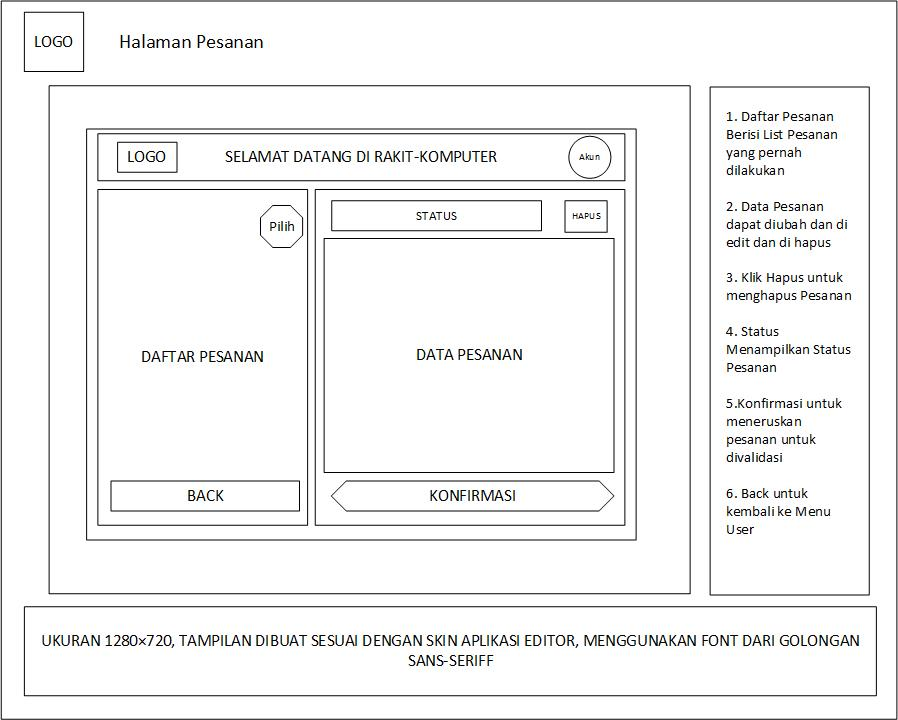 LOGO
Halaman Pesanan
LOGO
SELAMAT DATANG DI RAKIT-KOMPUTER
Akun
Pilih
DAFTAR PESANAN
BACK
STATUS
HAPUS
DATA PESANAN
KONFIRMASI
1. Daftar Pesanan
Berisi List Pesanan
yang pernah
dilakukan
2. Data Pesanan
dapat diubah dan di
edit dan di hapus
3. Klik Hapus untuk
menghapus Pesanan
4. Status
Menampilkan Status
Pesanan
5.Konfirmasi untuk
meneruskan
pesanan untuk
divalidasi
6. Back untuk
kembali ke Menu
User
UKURAN 1280×720, TAMPILAN DIBUAT SESUAI DENGAN SKIN APLIKASI EDITOR, MENGGUNAKAN FONT DARI GOLONGAN
SANS-SERIFF